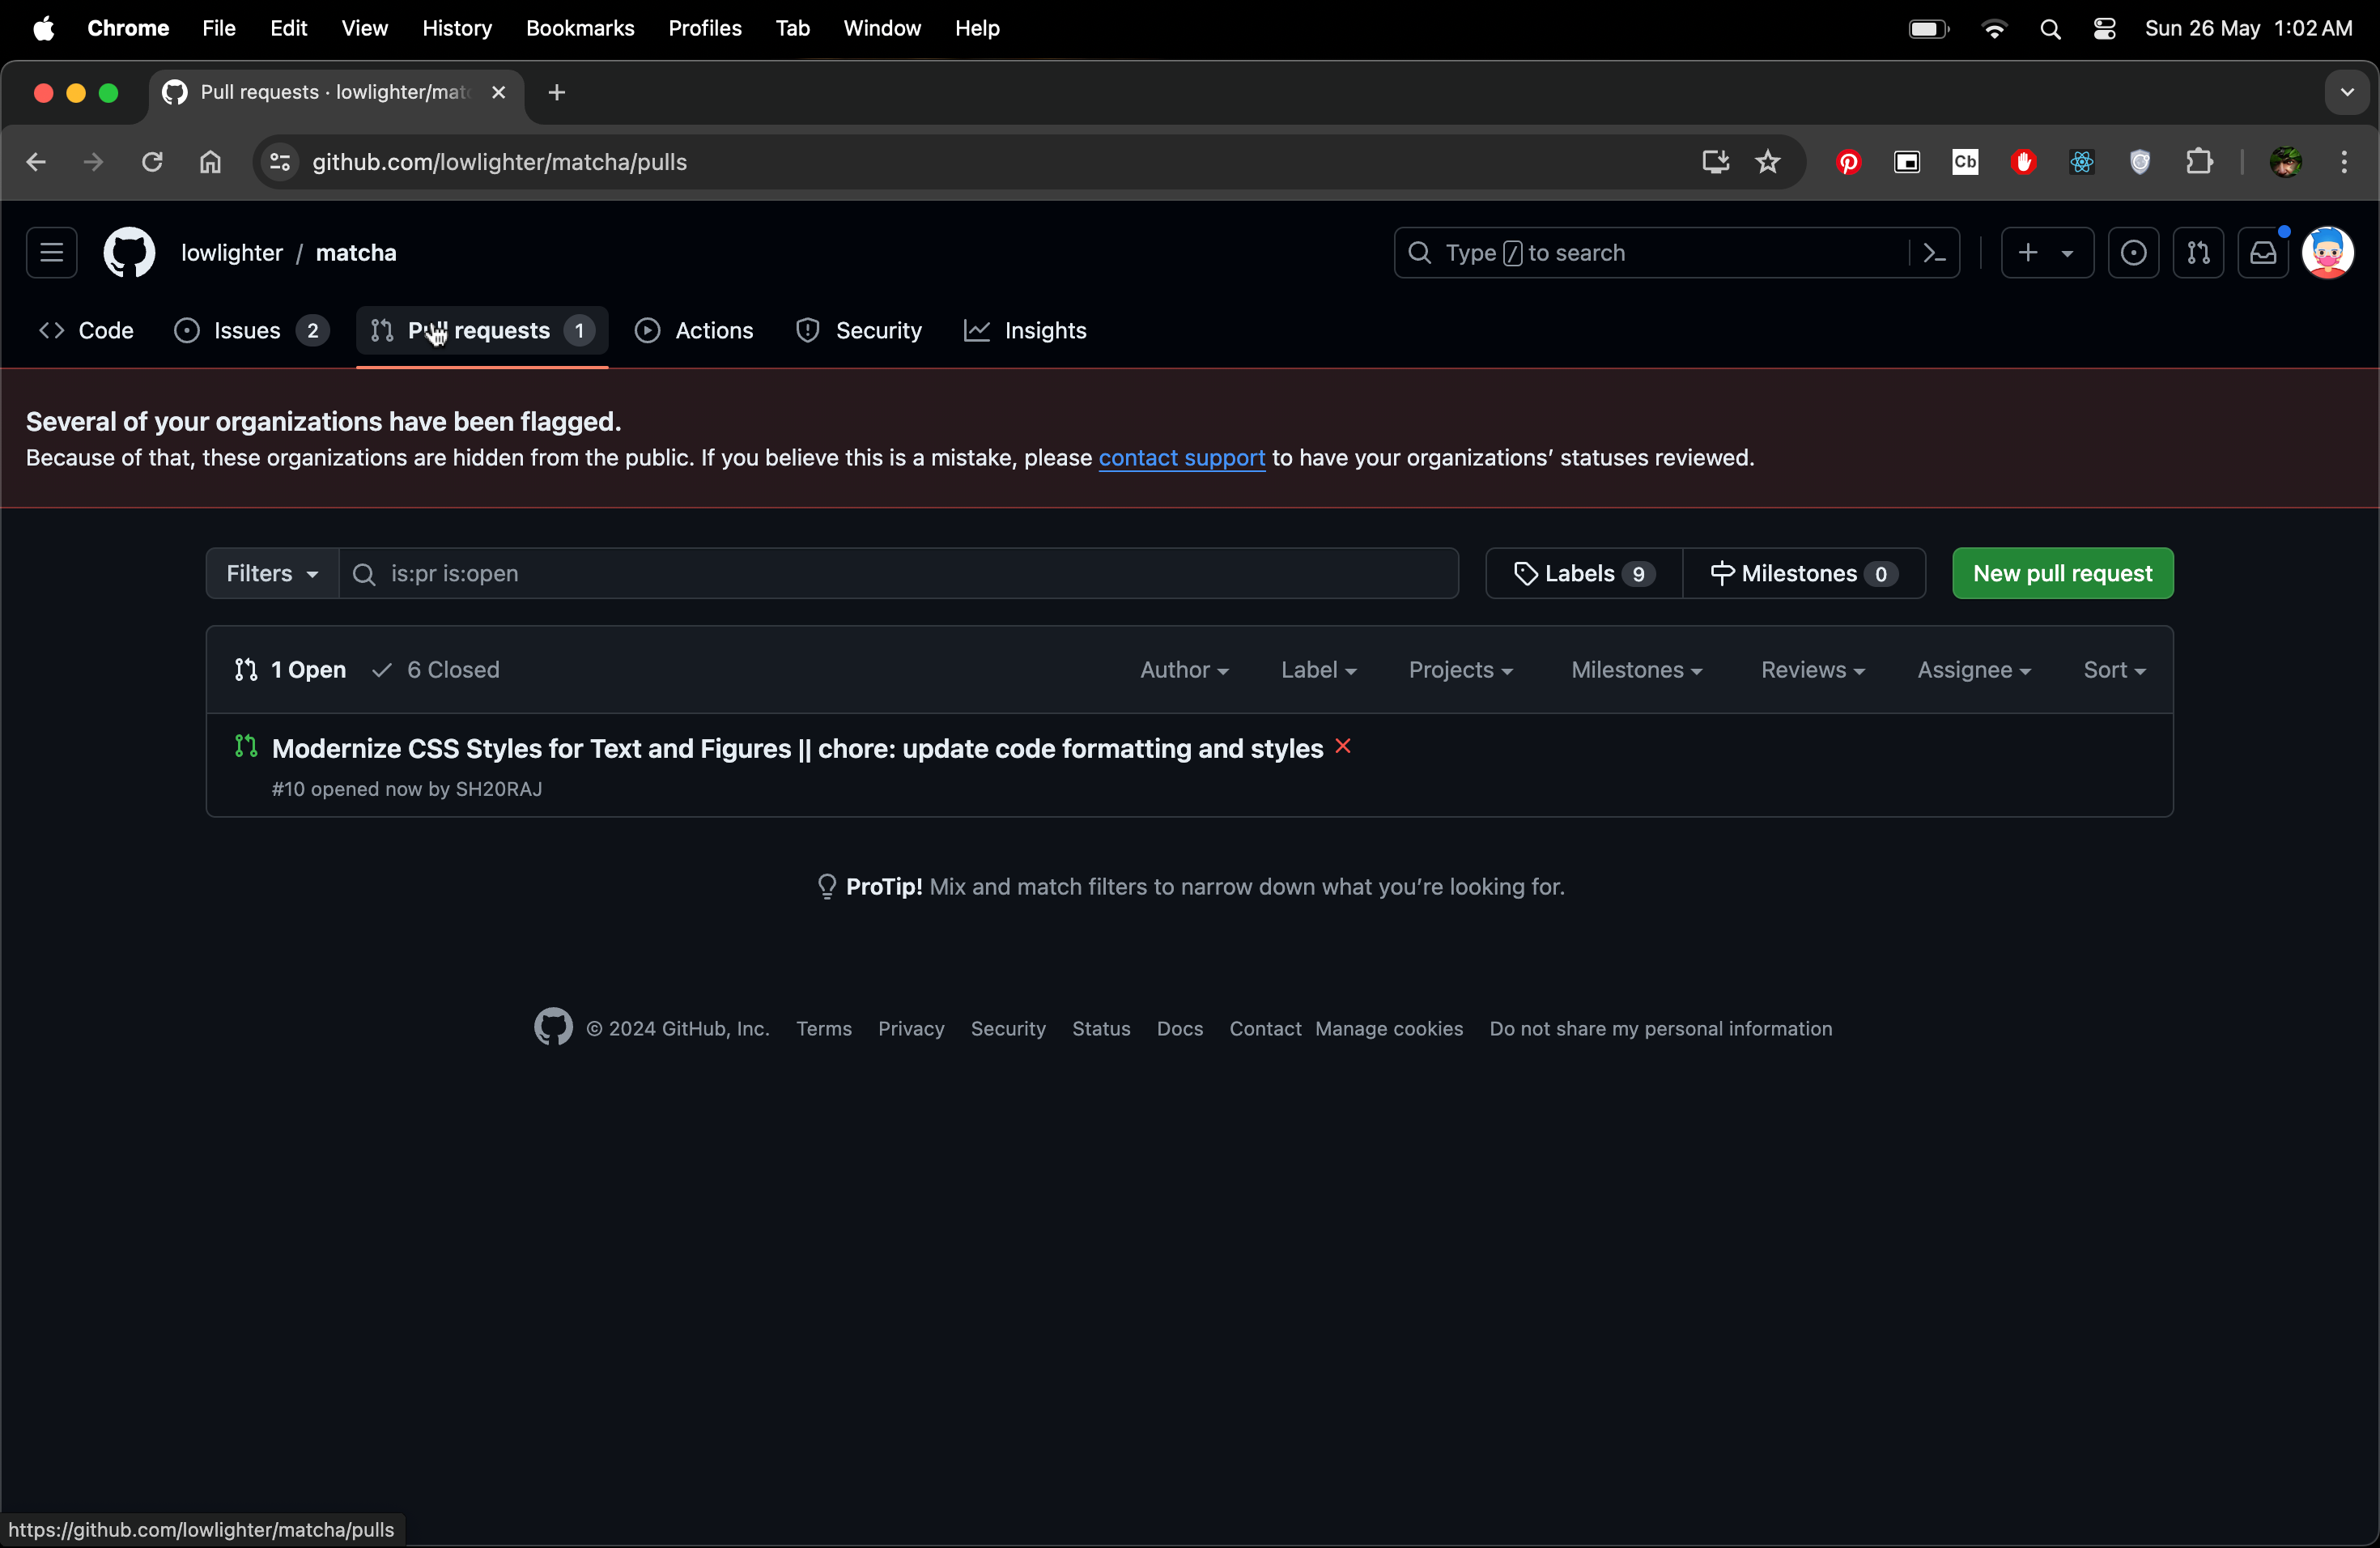 Chrome File Edit View History Bookmarks Profiles Tab Window Help Sun 26 May 1:02 AM
Pull requests · lowlighter/mat
github.com/lowlighter/matcha/pulls Cb
lowlighter / matcha Type / to search
Code Issues 2 Pull requests 1 Actions Security Insights
Several of your organizations have been flagged.
Because of that, these organizations are hidden from the public. If you believe this is a mistake, please contact support to have your organizations’ statuses reviewed.
Filters is:pr is:open Labels 9 Milestones 0 New pull request
1 Open 6 Closed Author Label Projects Milestones Reviews Assignee Sort
Modernize CSS Styles for Text and Figures || chore: update code formatting and styles
#10 opened now by SH20RAJ
ProTip! Mix and match filters to narrow down what you’re looking for.
© 2024 GitHub, Inc. Terms Privacy Security Status Docs Contact Manage cookies Do not share my personal information
https://github.com/lowlighter/matcha/pulls